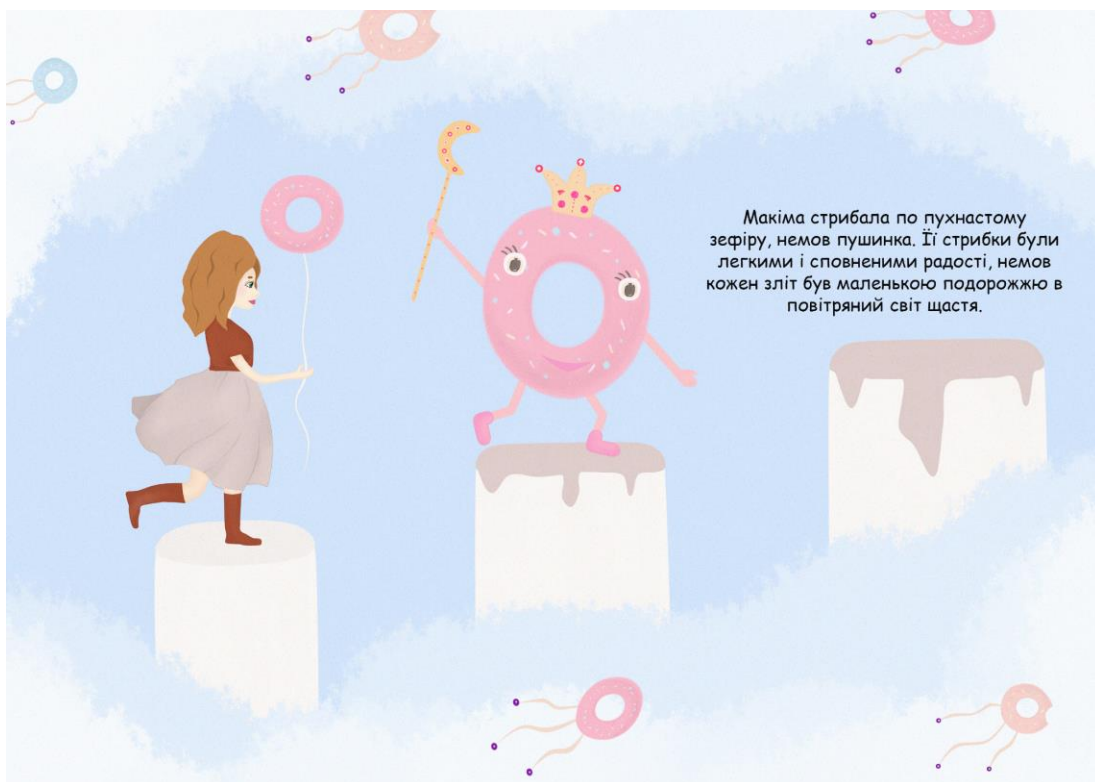 Макіма стрибала по пухнастому
зефіру, немов пушинка. Її стрибки були
легкими і сповненими радості, немов
кожен зліт був маленькою подорожжю в
повітряний світ щастя.